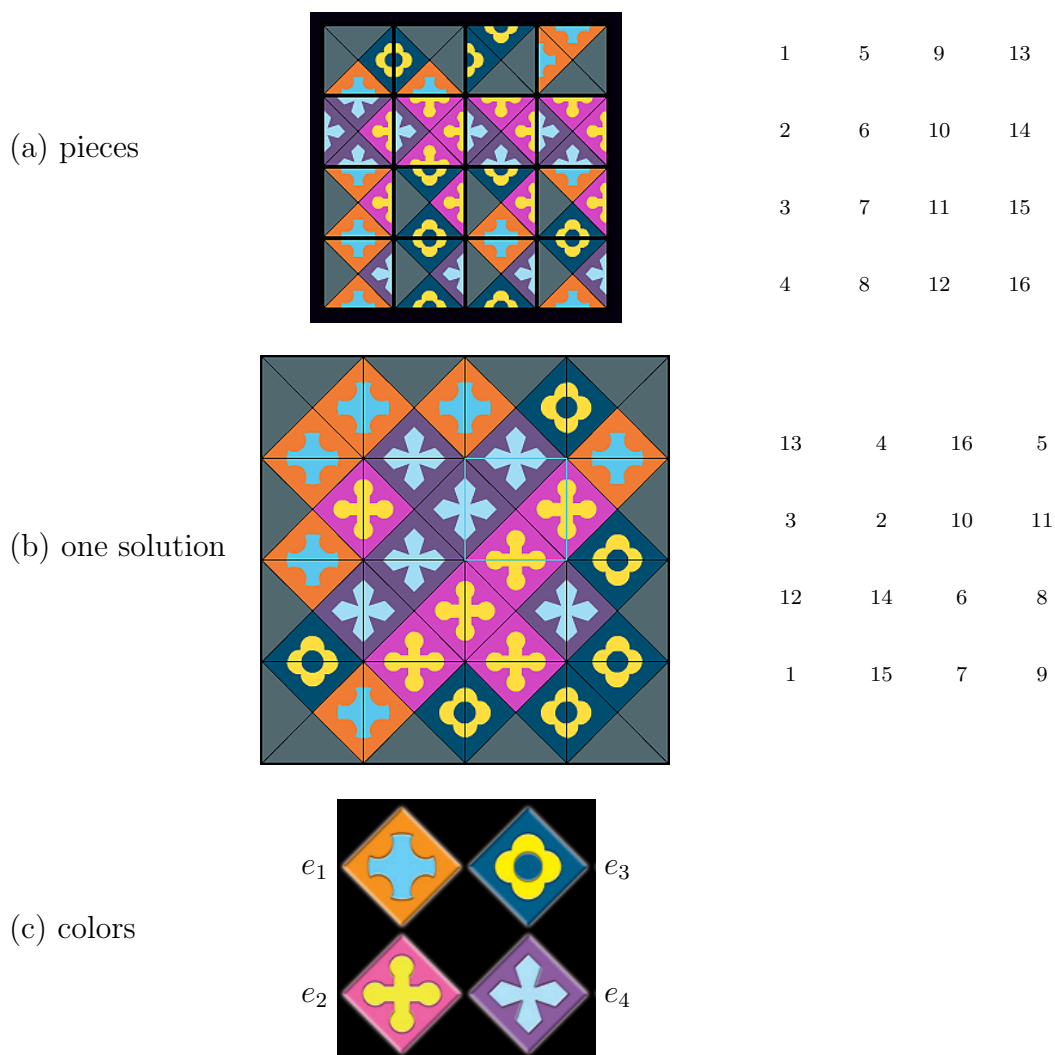 1 5 9 13
2 6 10 14
(a) pieces
3 7 11 15
4 8 12 16
13 4 16 5
3 2 10 11
(b) one solution
12 14 6 8
1 15 7 9
e1 e3
(c) colors
e2 e4